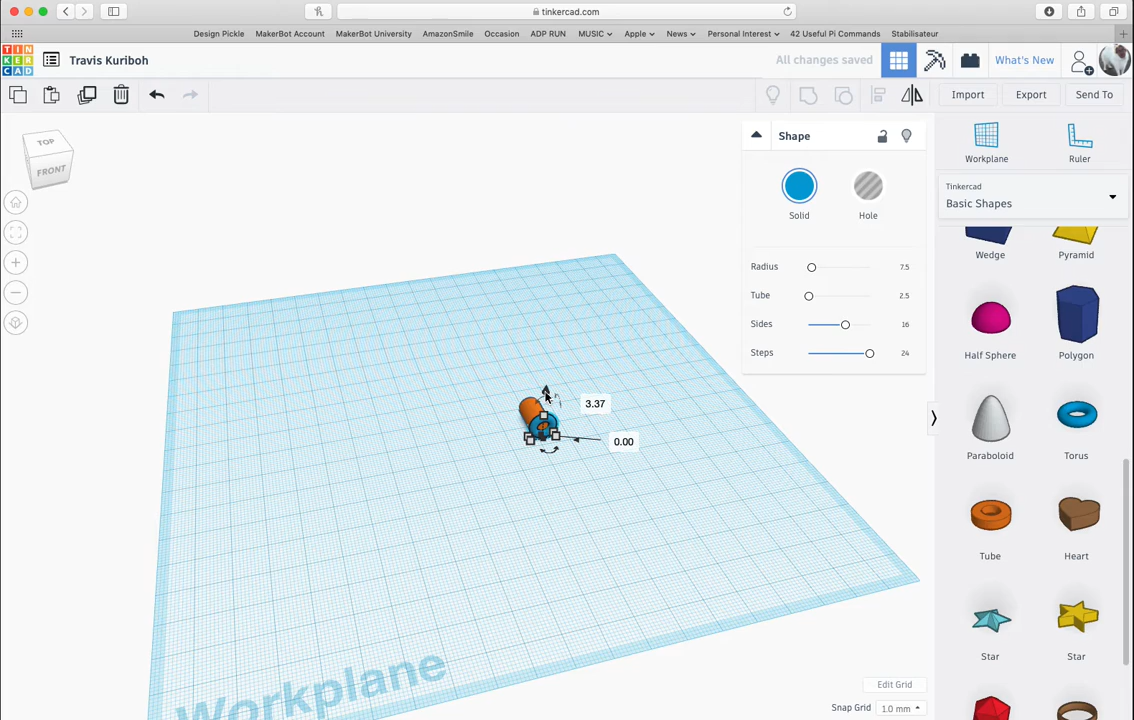 tinkercad.com
Design Pickle MakerBot Account MakerBot University AmazonSmile Occasion ADP RUN MUSIC Apple News Personal Interest 42 Useful Pi Commands Stabilisateur
TIN
KER
CAD
Travis Kuriboh
All changes saved
What's New
Import Export Send To
TOP
FRONT
Shape
Solid Hole
Radius 7.5
Tube 2.5
Sides 16
Steps 24
Workplane Ruler
Tinkercad
Basic Shapes
Wedge Pyramid
Half Sphere Polygon
Paraboloid Torus
Tube Heart
Star Star
3.37
0.00
Workplane
Edit Grid
Snap Grid 1.0 mm